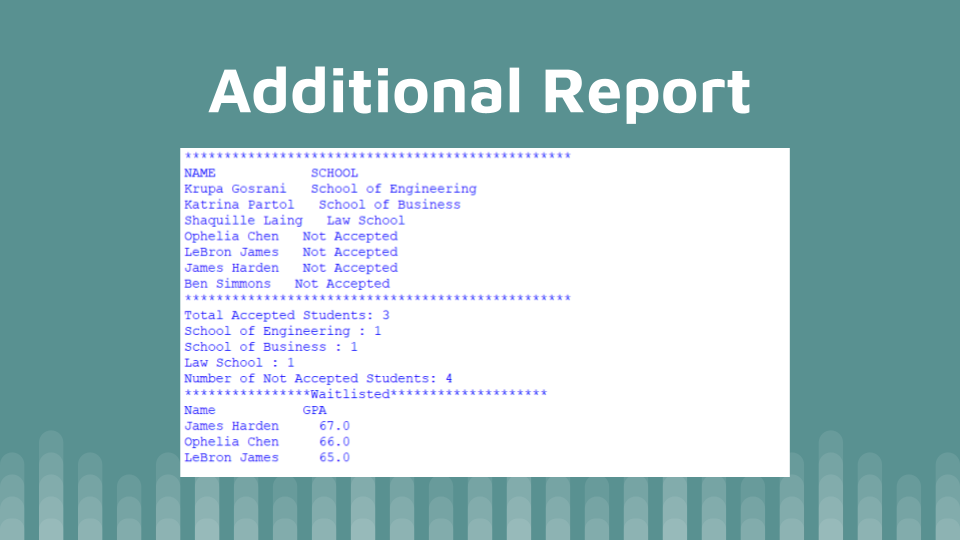 Additional Report
*************************************************
NAME            SCHOOL
Krupa Gosrani   School of Engineering
Katrina Partol   School of Business
Shaquille Laing   Law School
Ophelia Chen   Not Accepted
LeBron James   Not Accepted
James Harden   Not Accepted
Ben Simmons   Not Accepted
*************************************************
Total Accepted Students: 3
School of Engineering : 1
School of Business : 1
Law School : 1
Number of Not Accepted Students: 4
****************Waitlisted********************
Name           GPA
James Harden     67.0
Ophelia Chen     66.0
LeBron James     65.0